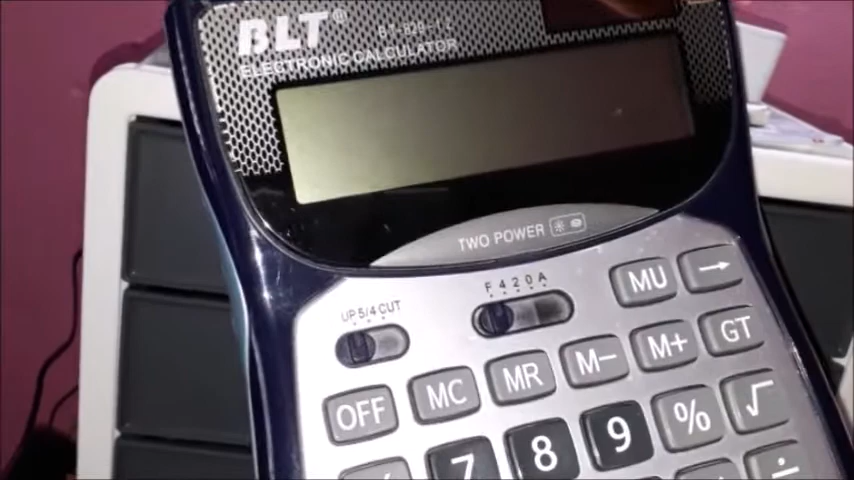 BLT®
ELECTRONIC CALCULATOR
TWO POWER
UP 5/4 CUT
F 4 2 0 A
MU →
OFF MC MR M− M+ GT
7 8 9 % √
÷